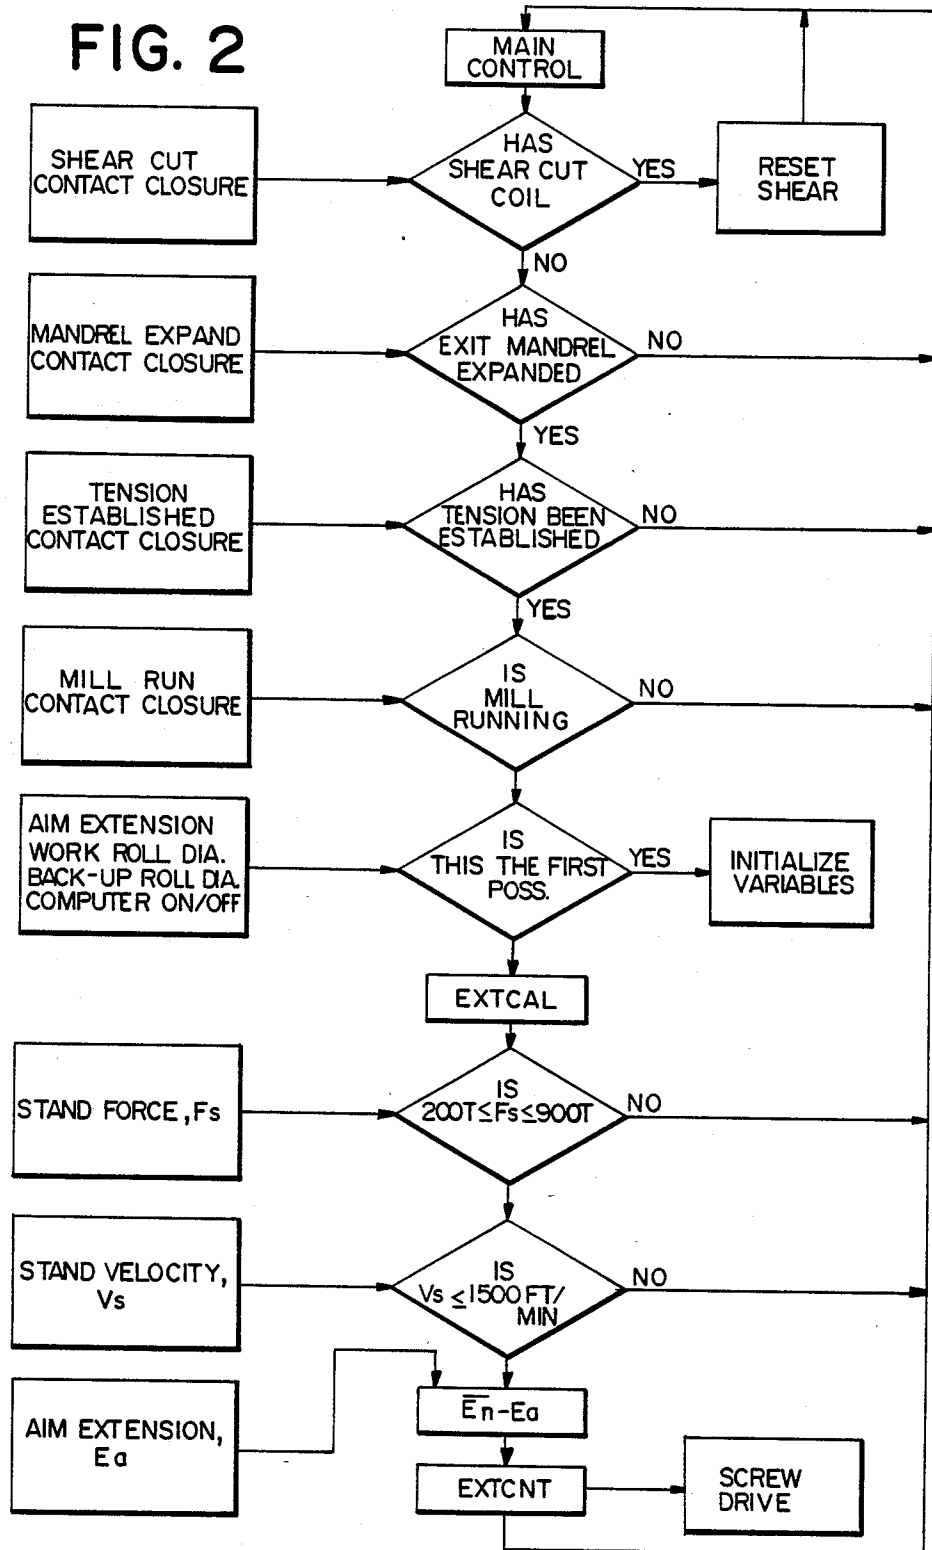 FIG. 2
MAIN
CONTROL
SHEAR CUT
CONTACT CLOSURE
HAS
SHEAR CUT
COIL
YES
RESET
SHEAR
NO
MANDREL EXPAND
CONTACT CLOSURE
HAS
EXIT MANDREL
EXPANDED
NO
YES
TENSION
ESTABLISHED
CONTACT CLOSURE
HAS
TENSION BEEN
ESTABLISHED
NO
YES
MILL RUN
CONTACT CLOSURE
IS
MILL
RUNNING
NO
AIM EXTENSION
WORK ROLL DIA.
BACK-UP ROLL DIA.
COMPUTER ON/OFF
IS
THIS THE FIRST
POSS.
YES
INITIALIZE
VARIABLES
EXTCAL
STAND FORCE, Fs
IS
200T≤Fs≤900T
NO
STAND VELOCITY,
Vs
IS
Vs ≤1500 FT/
MIN
NO
AIM EXTENSION,
Ea
E̅n-Ea
EXTCNT
SCREW
DRIVE